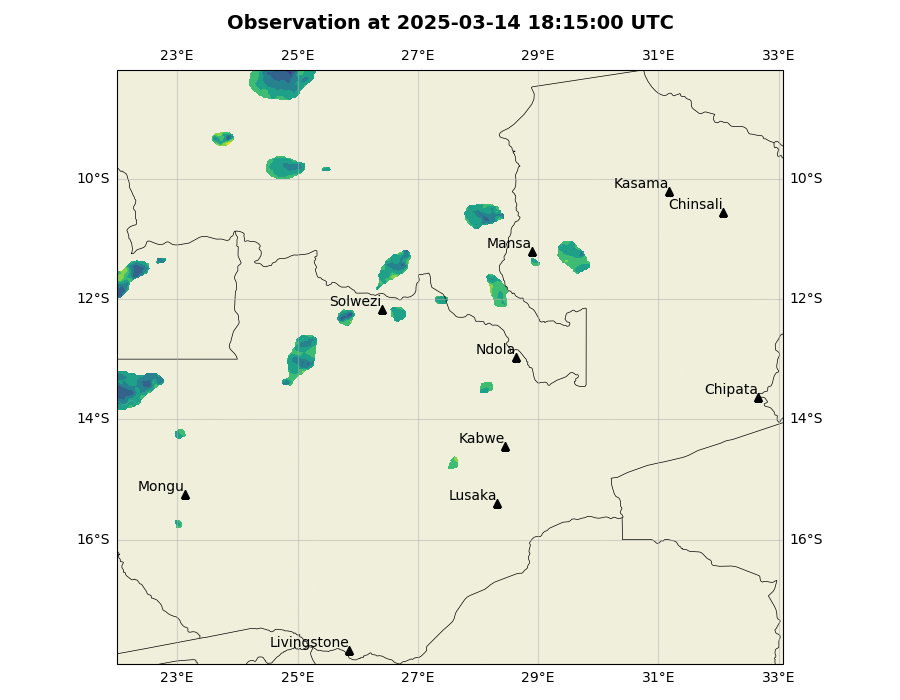 Observation at 2025-03-14 18:15:00 UTC
23°E 25°E 27°E 29°E 31°E 33°E
10°S 10°S
Kasama
Chinsali
Mansa
12°S 12°S
Solwezi
Ndola
Chipata
14°S 14°S
Kabwe
Mongu
Lusaka
16°S 16°S
Livingstone
23°E 25°E 27°E 29°E 31°E 33°E